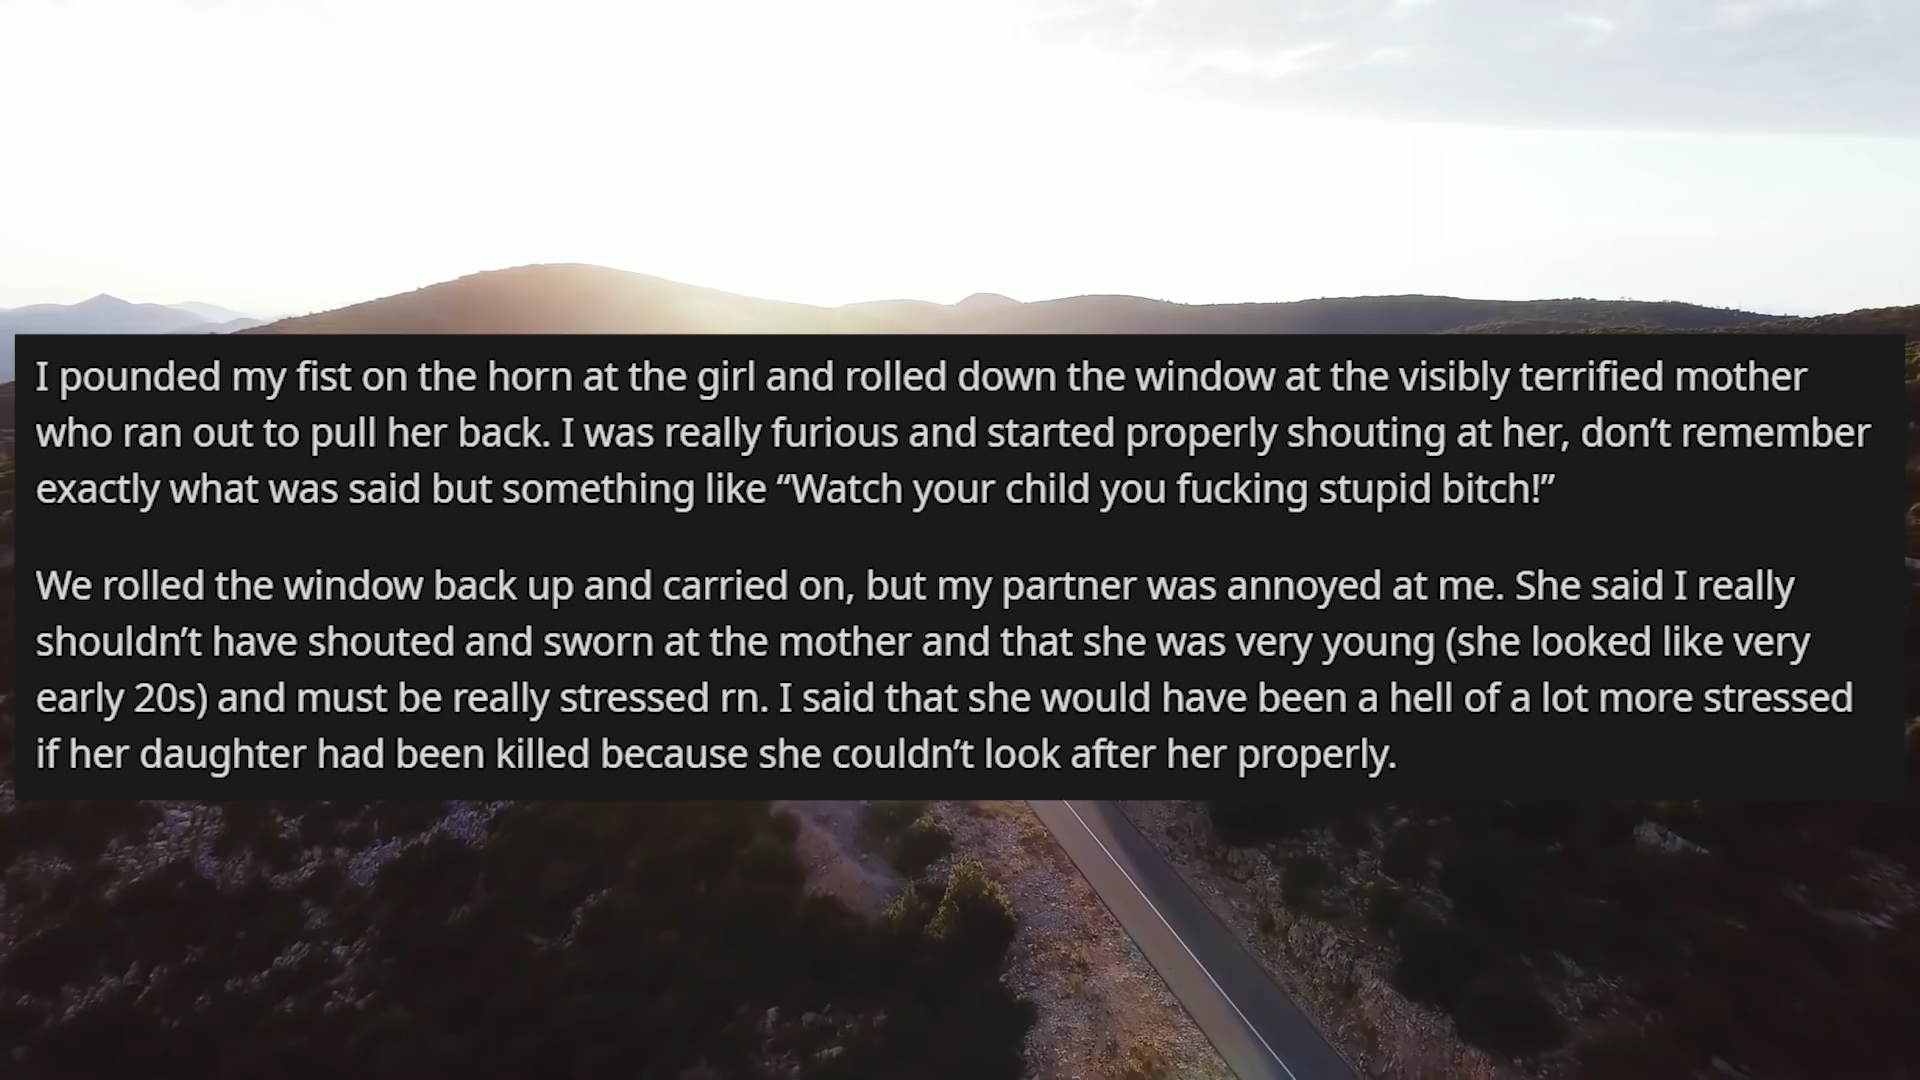 I pounded my fist on the horn at the girl and rolled down the window at the visibly terrified mother
who ran out to pull her back. I was really furious and started properly shouting at her, don’t remember
exactly what was said but something like “Watch your child you fucking stupid bitch!”
We rolled the window back up and carried on, but my partner was annoyed at me. She said I really
shouldn’t have shouted and sworn at the mother and that she was very young (she looked like very
early 20s) and must be really stressed rn. I said that she would have been a hell of a lot more stressed
if her daughter had been killed because she couldn’t look after her properly.